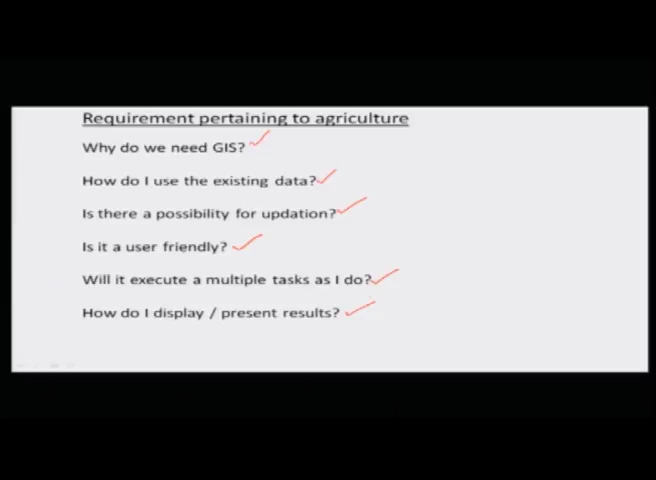 Requirement pertaining to agriculture
Why do we need GIS?
How do I use the existing data?
Is there a possibility for updation?
Is it a user friendly?
Will it execute a multiple tasks as I do?
How do I display / present results?